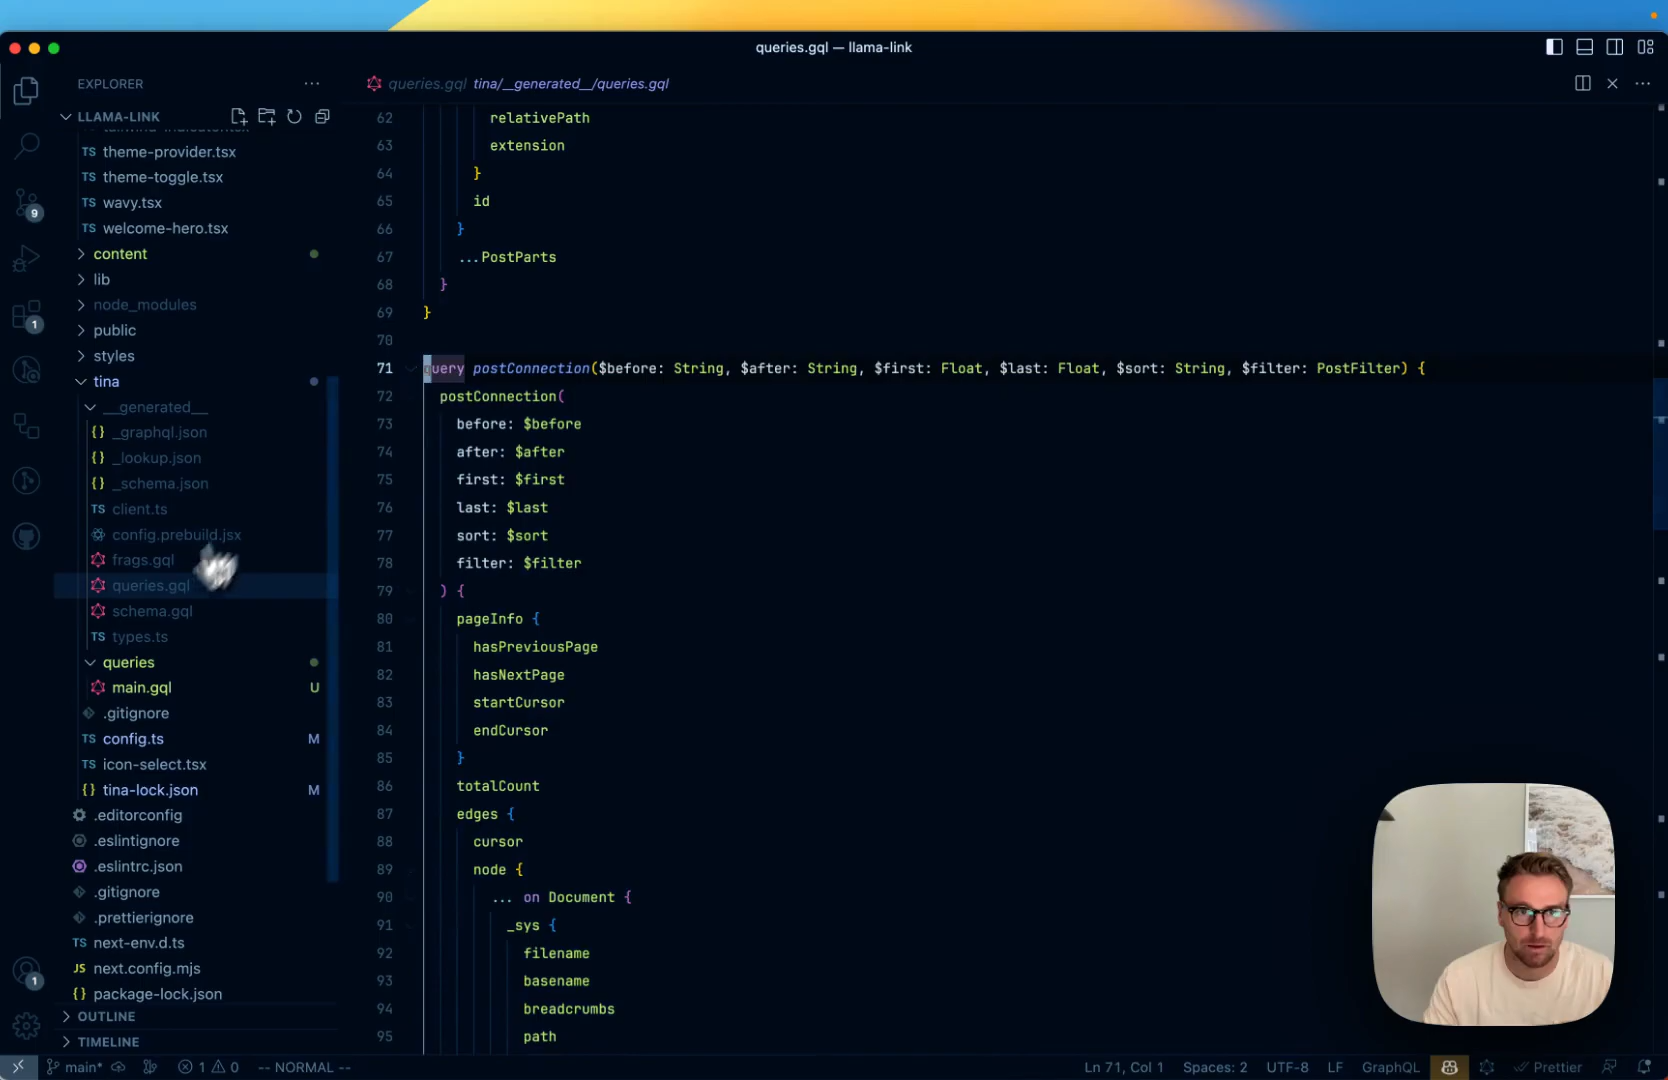 queries.gql — llama-link
EXPLORER
queries.gql tina/__generated__/queries.gql
LLAMA-LINK
theme-provider.tsx
TS
theme-toggle.tsx
TS
wavy.tsx
TS
welcome-hero.tsx
TS
content
lib
node_modules
public
styles
tina
__generated__
{} _graphql.json
{} _lookup.json
{} _schema.json
TS client.ts
config.prebuild.jsx
frags.gql
queries.gql
schema.gql
TS types.ts
queries
main.gql U
.gitignore
TS config.ts M
TS icon-select.tsx
{} tina-lock.json M
.editorconfig
.eslintignore
.eslintrc.json
.gitignore
.prettierignore
TS next-env.d.ts
JS next.config.mjs
{} package-lock.json
OUTLINE
TIMELINE
9
1
1
62 relativePath
63 extension
64 }
65 id
66 }
67 ...PostParts
68 }
69 }
70
71 query postConnection($before: String, $after: String, $first: Float, $last: Float, $sort: String, $filter: PostFilter) {
72 postConnection(
73 before: $before
74 after: $after
75 first: $first
76 last: $last
77 sort: $sort
78 filter: $filter
79 ) {
80 pageInfo {
81 hasPreviousPage
82 hasNextPage
83 startCursor
84 endCursor
85 }
86 totalCount
87 edges {
88 cursor
89 node {
90 ... on Document {
91 _sys {
92 filename
93 basename
94 breadcrumbs
95 path
main* 1 0 -- NORMAL -- Ln 71, Col 1 Spaces: 2 UTF-8 LF GraphQL Prettier